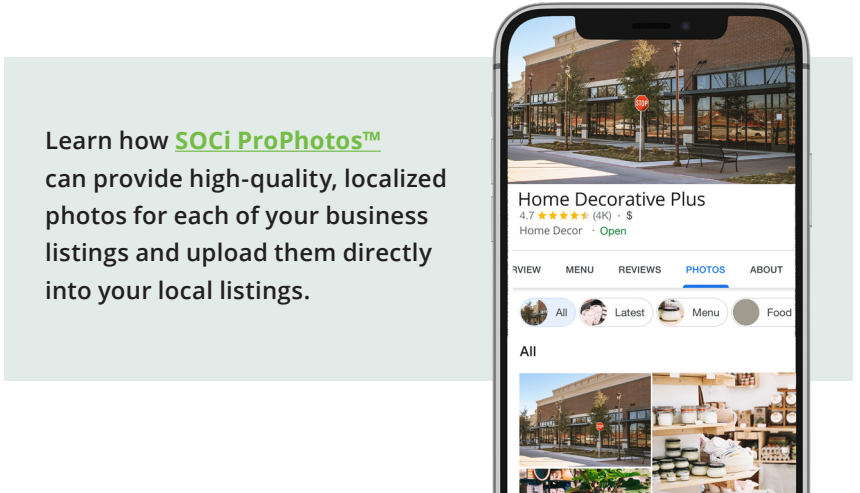 Learn how SOCi ProPhotos™
can provide high-quality, localized
photos for each of your business
listings and upload them directly
into your local listings.
STOP
Home Decorative Plus
4.7 ★★★★★ (4K) · $
Home Decor · Open
RVIEW MENU REVIEWS PHOTOS ABOUT
All Latest Menu Food
All